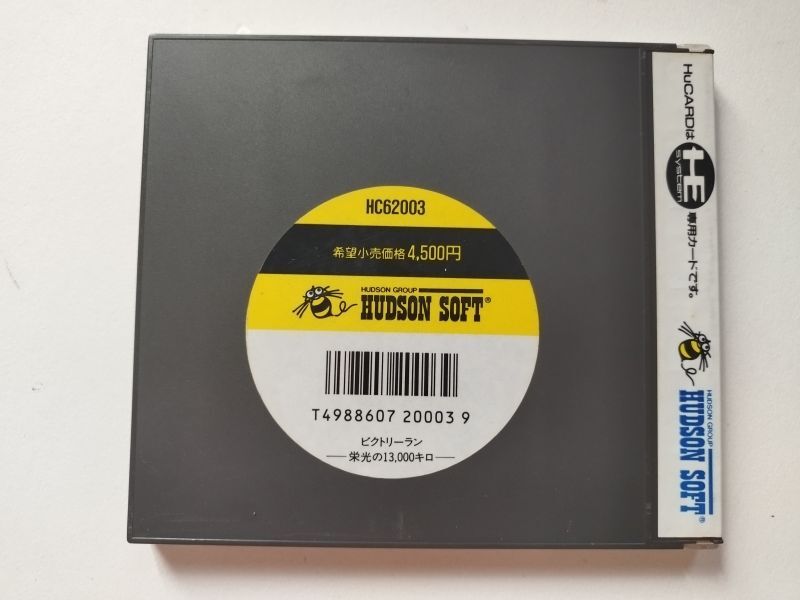 HC62003
希望小売価格 4,500円
HUDSON GROUP
HUDSON SOFT®
T4988607 20003 9
ビクトリーラン
—栄光の13,000キロ—
HuCARDは HE system 専用カードです。
HUDSON GROUP
HUDSON SOFT®